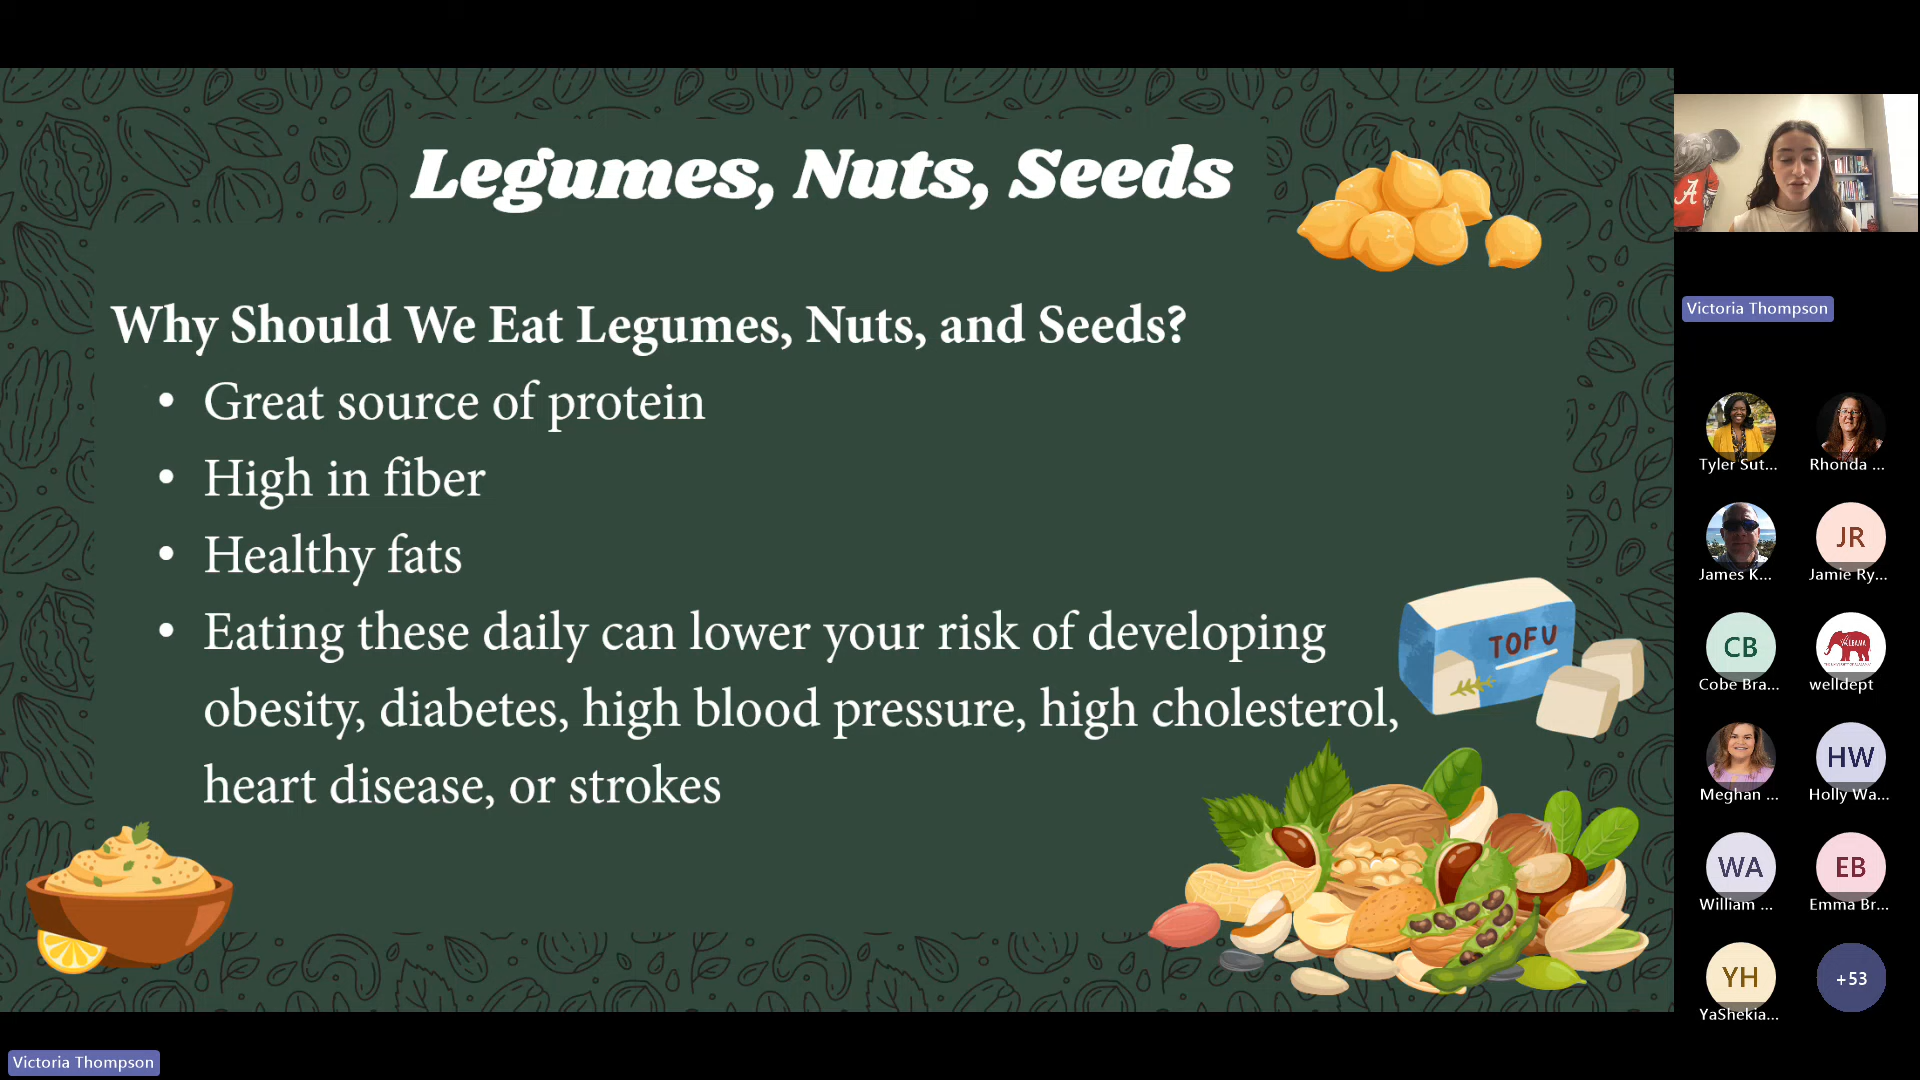 Legumes, Nuts, Seeds
Why Should We Eat Legumes, Nuts, and Seeds?
• Great source of protein
• High in fiber
• Healthy fats
• Eating these daily can lower your risk of developing
obesity, diabetes, high blood pressure, high cholesterol,
heart disease, or strokes
TOFU
A
Victoria Thompson
Tyler Sut...
Rhonda ...
James K...
JR
Jamie Ry...
CB
Cobe Bra...
welldept
Meghan ...
HW
Holly Wa...
WA
William ...
EB
Emma Br...
YH
YaShekia...
+53
Victoria Thompson